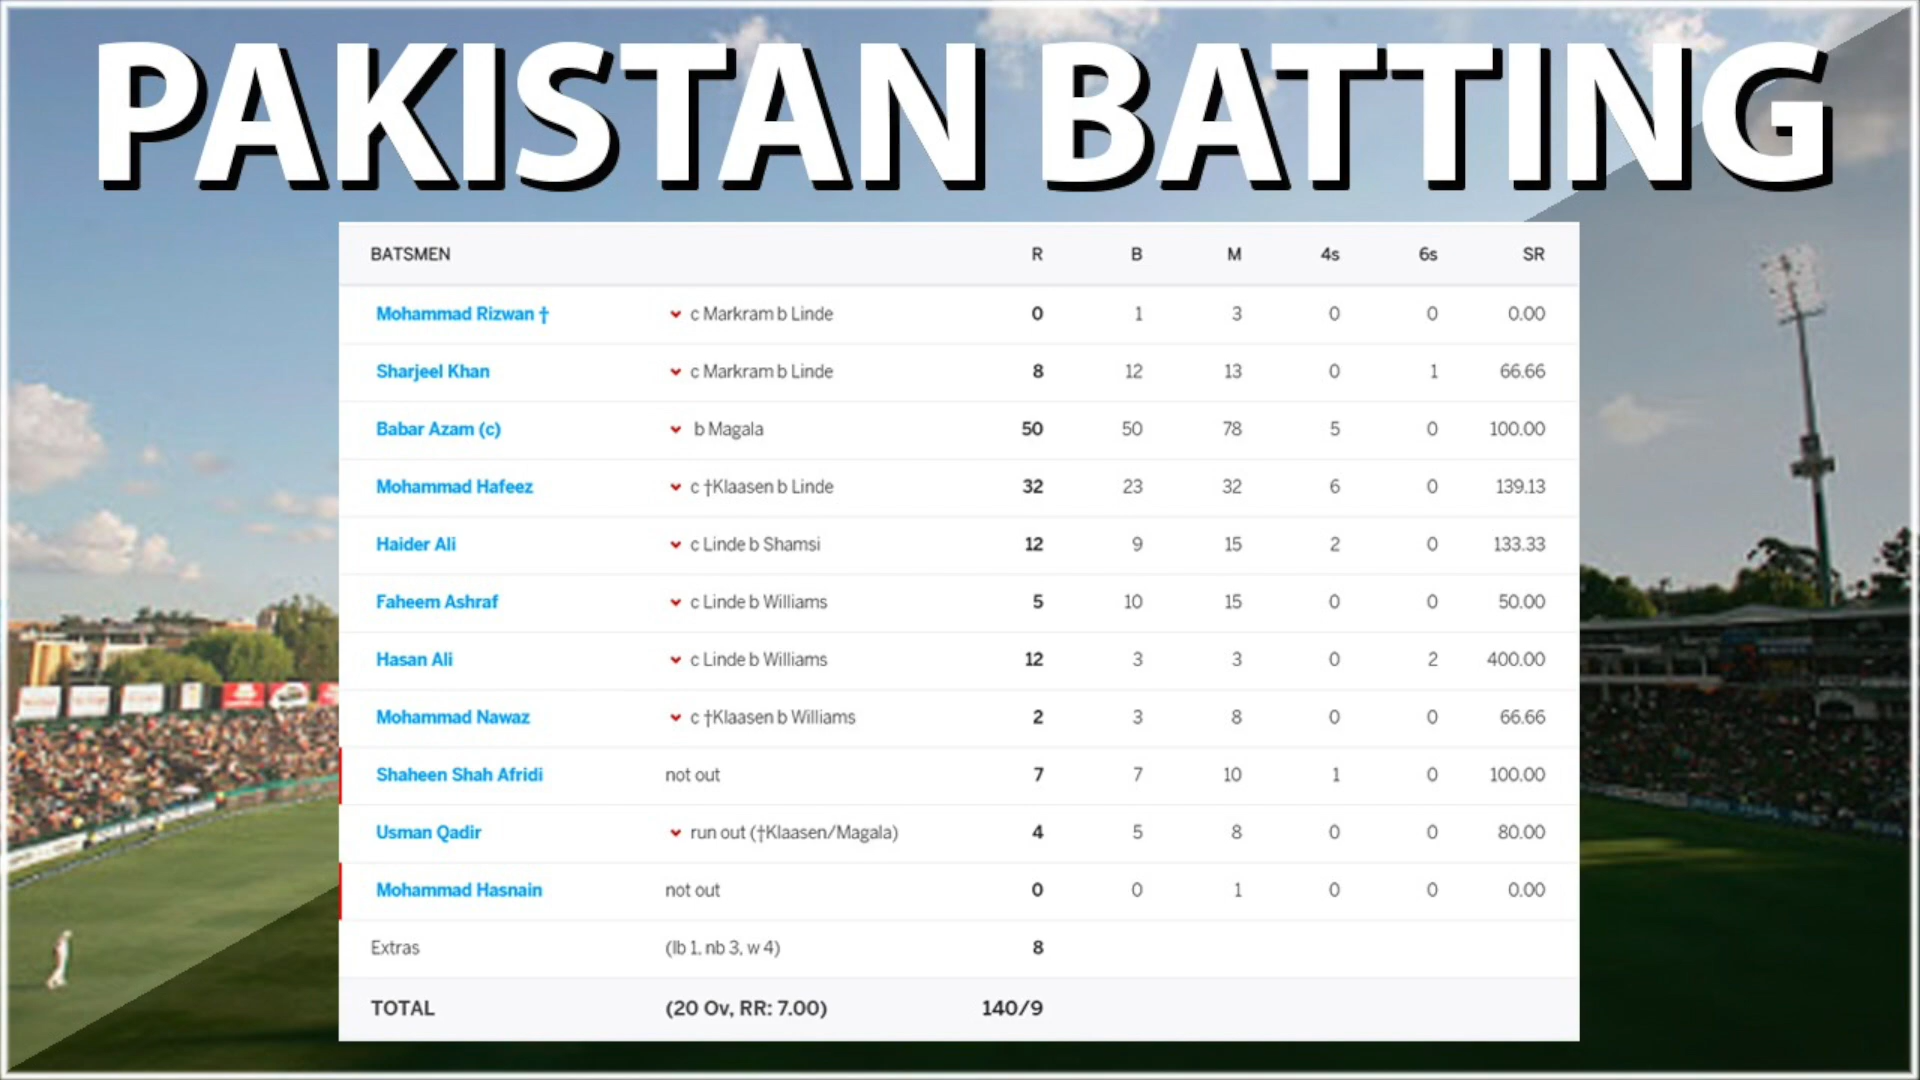 PAKISTAN BATTING
BATSMEN R B M 4s 6s SR
Mohammad Rizwan † c Markram b Linde 0 1 3 0 0 0.00
Sharjeel Khan c Markram b Linde 8 12 13 0 1 66.66
Babar Azam (c) b Magala 50 50 78 5 0 100.00
Mohammad Hafeez c †Klaasen b Linde 32 23 32 6 0 139.13
Haider Ali c Linde b Shamsi 12 9 15 2 0 133.33
Faheem Ashraf c Linde b Williams 5 10 15 0 0 50.00
Hasan Ali c Linde b Williams 12 3 3 0 2 400.00
Mohammad Nawaz c †Klaasen b Williams 2 3 8 0 0 66.66
Shaheen Shah Afridi not out 7 7 10 1 0 100.00
Usman Qadir run out (†Klaasen/Magala) 4 5 8 0 0 80.00
Mohammad Hasnain not out 0 0 1 0 0 0.00
Extras (lb 1, nb 3, w 4) 8
TOTAL (20 Ov, RR: 7.00) 140/9